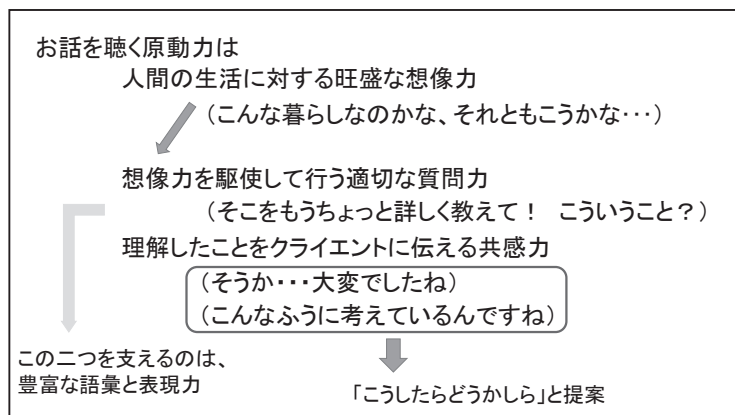 お話を聴く原動力は
人間の生活に対する旺盛な想像力
（こんな暮らしなのかな、それともこうかな･･･）
想像力を駆使して行う適切な質問力
（そこをもうちょっと詳しく教えて！　こういうこと？）
理解したことをクライエントに伝える共感力
（そうか･･･大変でしたね）
（こんなふうに考えているんですね）
この二つを支えるのは、
豊富な語彙と表現力
「こうしたらどうかしら」と提案